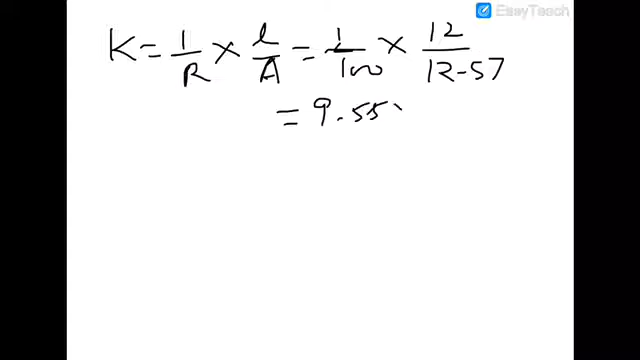 EasyTeach
K = 1/R × l/A = 1/100 × 12/12.57
= 9.55